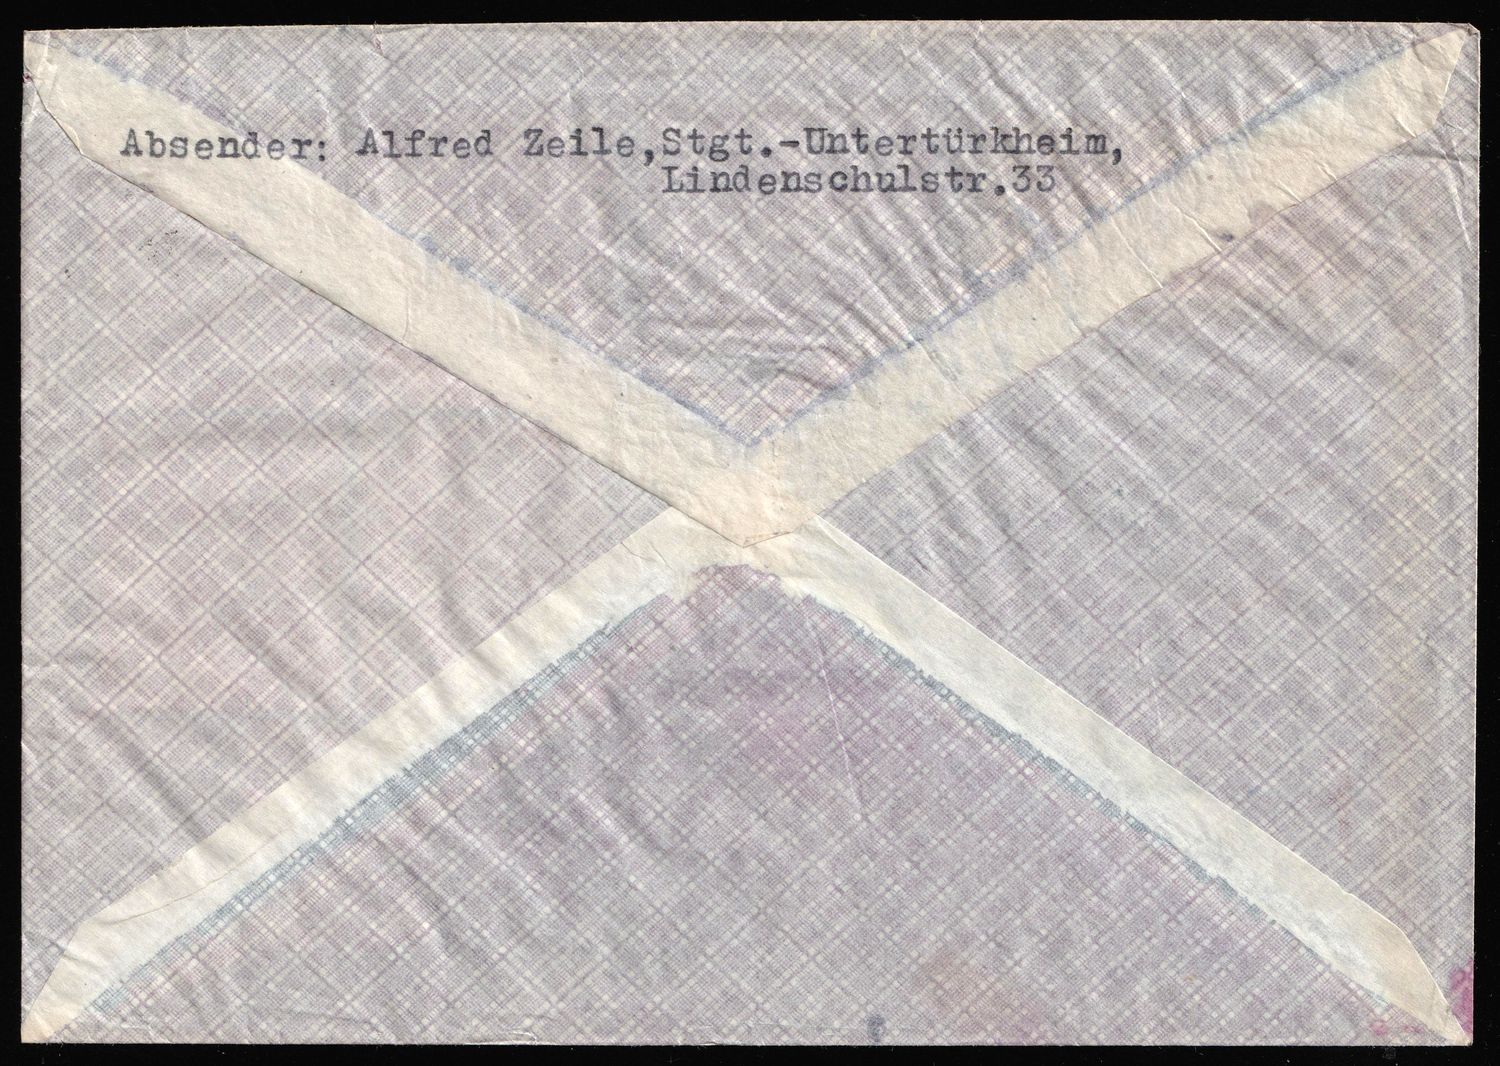 Absender: Alfred Zeile,Stgt.-Untertürkheim,
Lindenschulstr.33